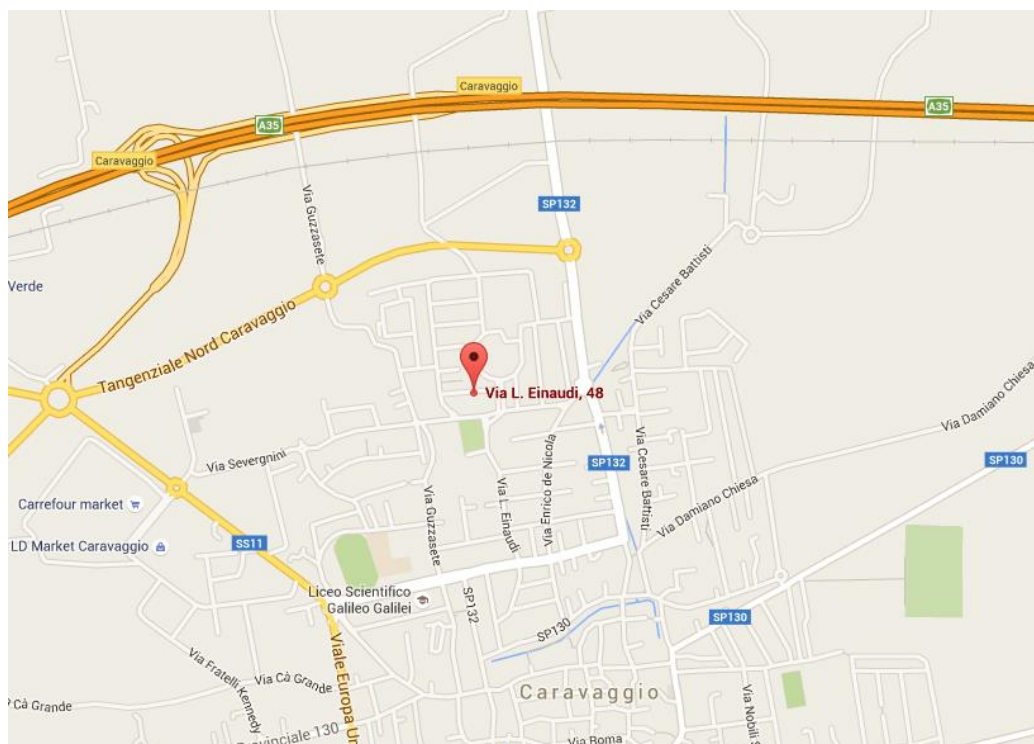 Caravaggio
A35
A35
Caravaggio
SP132
Via Guzzasete
Verde
Via Cesare Battisti
Tangenziale Nord Caravaggio
Via L. Einaudi, 48
Via Damiano Chiesa
Via Severgnini
Via Enrico de Nicola
Via Cesare Battisti
SP132
SP130
Via Damiano Chiesa
Carrefour market
Via Guzzasete
Via L. Einaudi
LD Market Caravaggio
SS11
Liceo Scientifico
Galileo Galilei
SP132
SP130
SP130
Viale Europa Un
Via Fratelli Kennedy
Via Cà Grande
Caravaggio
Cà Grande
Provinciale 130
Via Roma
Via Nobili S